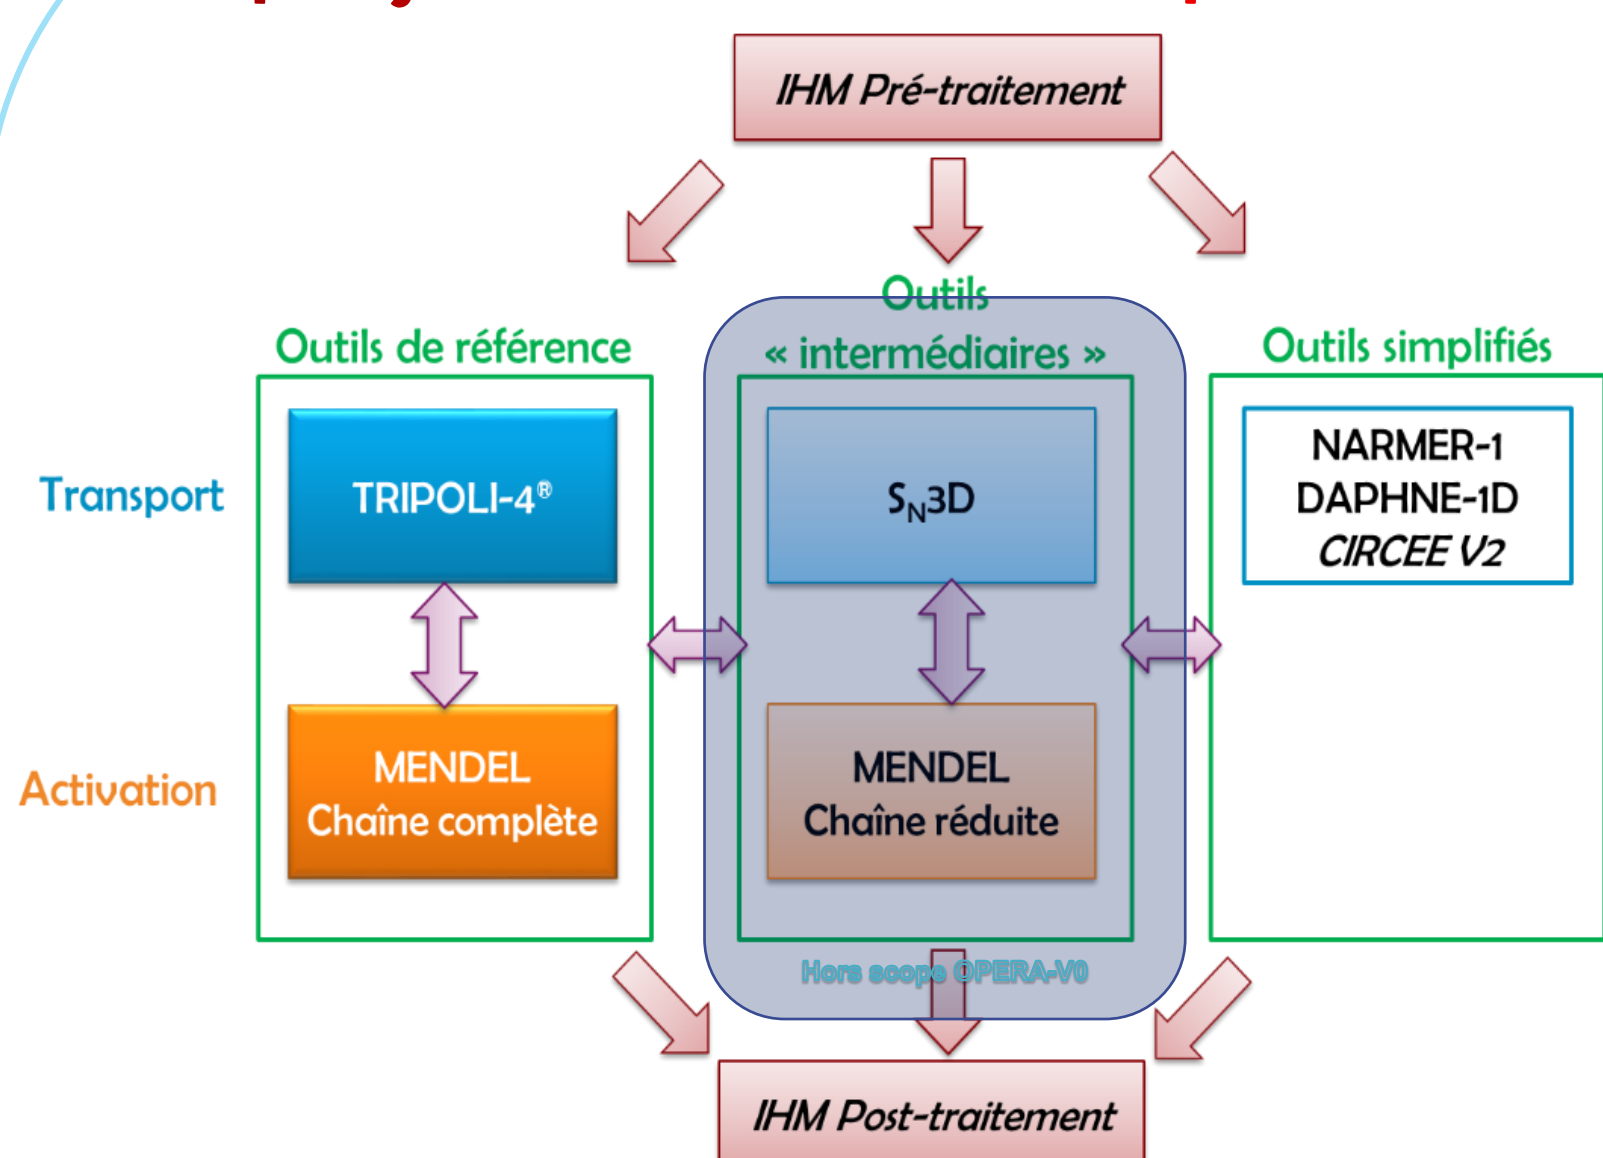 IHM Pré-traitement
Outils
« intermédiaires »
Outils de référence
Outils simplifiés
Transport
TRIPOLI-4®
S_N3D
NARMER-1
DAPHNE-1D
CIRCEE V2
Activation
MENDEL
Chaîne complète
MENDEL
Chaîne réduite
Hors scope OPERA-V0
IHM Post-traitement